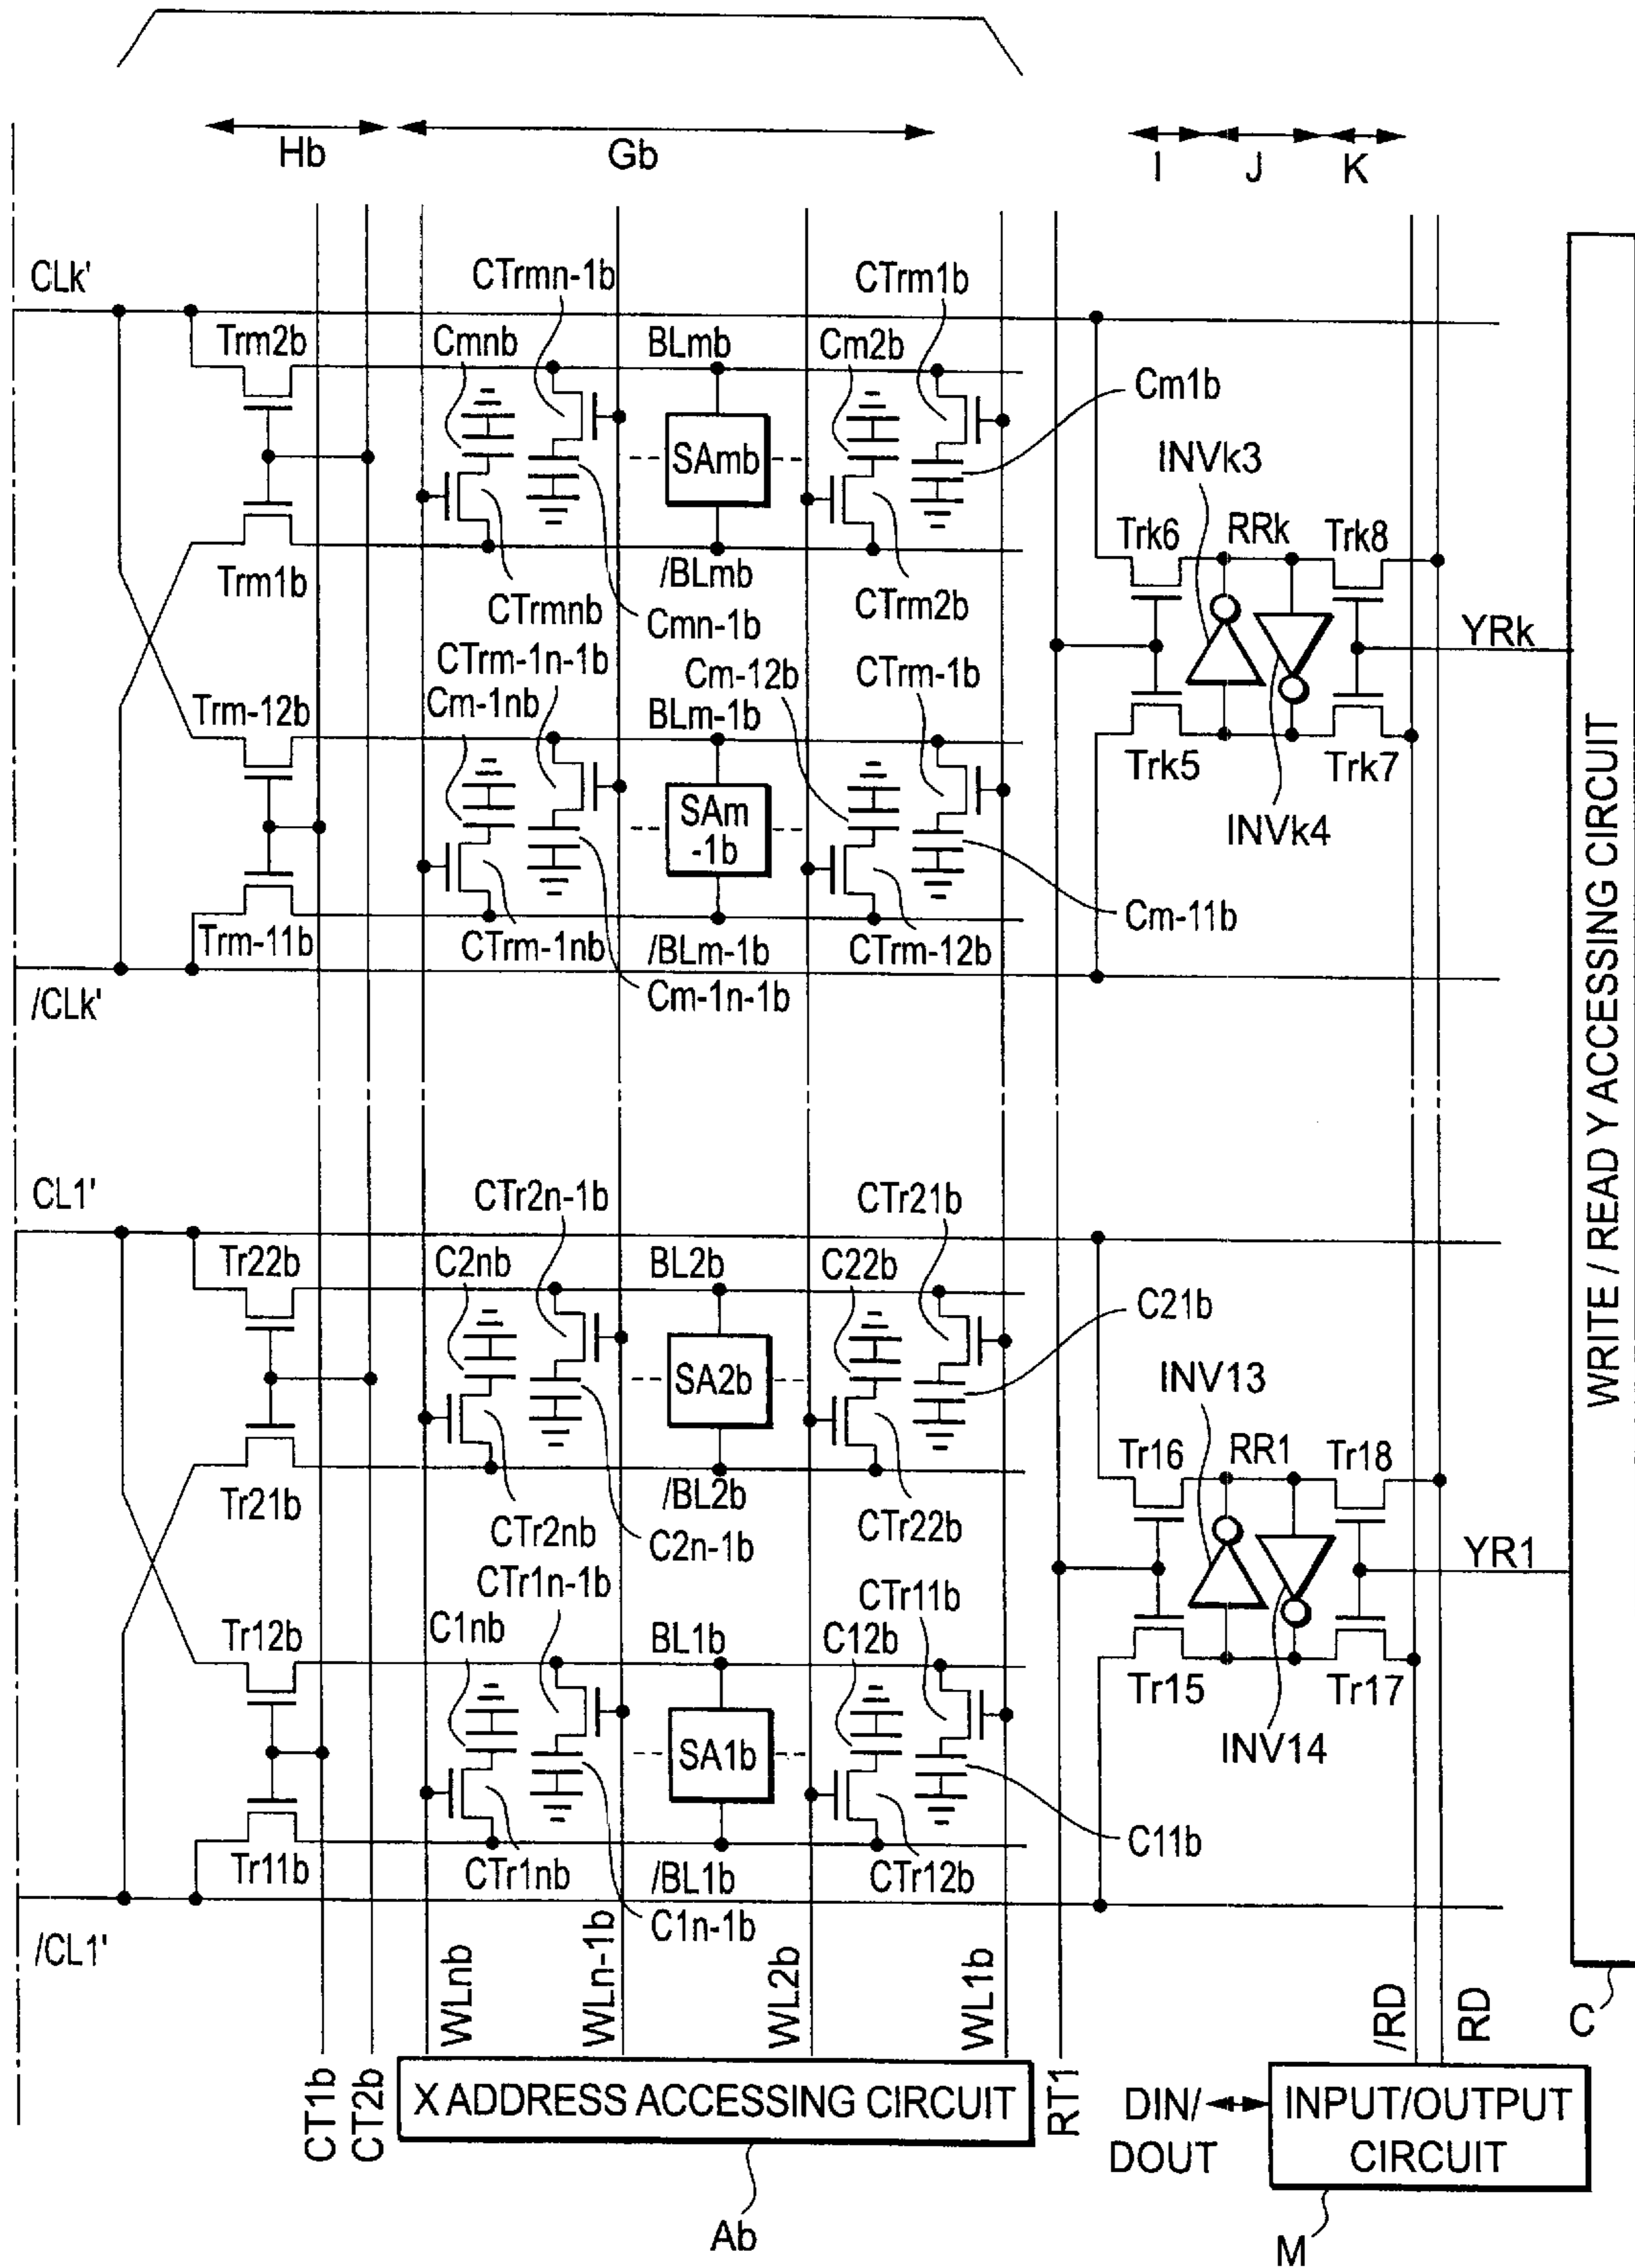 Hb
Gb
I
J
K
CLk'
CTrmn-1b
CTrm1b
Trm2b
Cmnb
BLmb
Cm2b
Cm1b
SAmb
INVk3
Trk6
RRk
Trk8
Trm1b
/BLmb
CTrmnb
Cmn-1b
CTrm2b
YRk
CTrm-1n-1b
Cm-12b
CTrm-1b
Trm-12b
Cm-1nb
BLm-1b
Trk5
Trk7
SAm
-1b
INVk4
Cm-11b
Trm-11b
CTrm-1nb
/BLm-1b
CTrm-12b
/CLk'
Cm-1n-1b
WRITE / READ Y ACCESSING CIRCUIT
CL1'
CTr2n-1b
CTr21b
Tr22b
C2nb
BL2b
C22b
C21b
SA2b
INV13
Tr16
RR1
Tr18
Tr21b
/BL2b
CTr2nb
C2n-1b
CTr22b
YR1
CTr1n-1b
CTr11b
Tr12b
C1nb
BL1b
C12b
Tr15
Tr17
SA1b
INV14
C11b
Tr11b
CTr1nb
/BL1b
CTr12b
/CL1'
C1n-1b
WLnb
WLn-1b
WL2b
WL1b
/RD
RD
C
CT1b
CT2b
X ADDRESS ACCESSING CIRCUIT
RT1
DIN/
DOUT
INPUT/OUTPUT
CIRCUIT
Ab
M